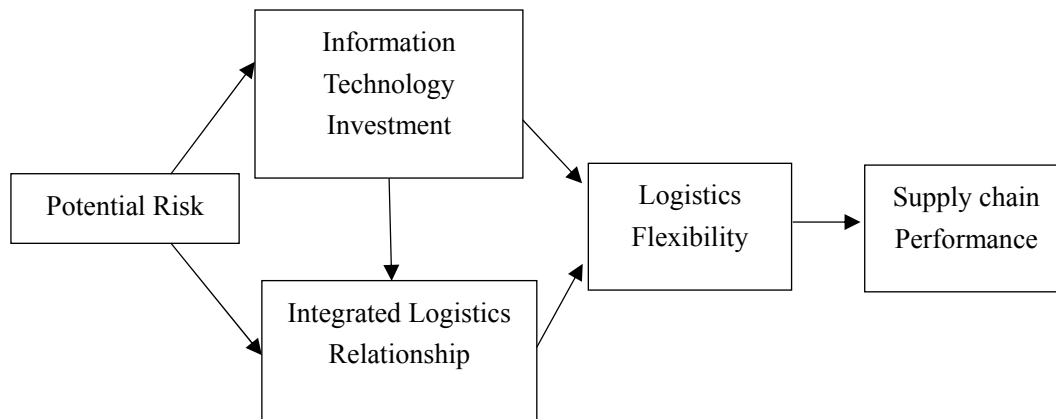 Information
Technology
Investment
Potential Risk
Integrated Logistics
Relationship
Logistics
Flexibility
Supply chain
Performance